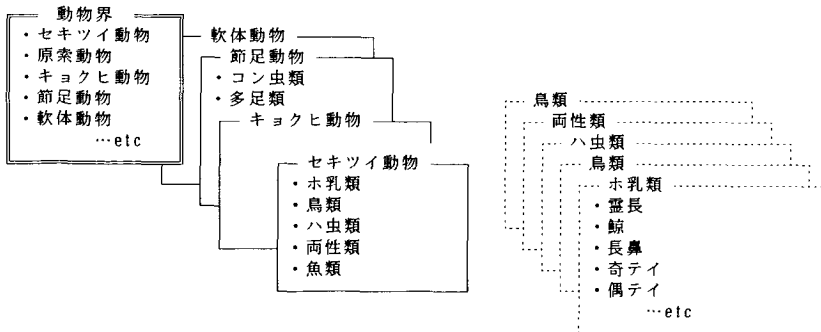 動物界
・セキツイ動物
・原索動物
・キョクヒ動物
・節足動物
・軟体動物
…etc
軟体動物
節足動物
・コン虫類
・多足類
キョクヒ動物
セキツイ動物
・ホ乳類
・鳥類
・ハ虫類
・両性類
・魚類
鳥類
両性類
ハ虫類
鳥類
ホ乳類
・霊長
・鯨
・長鼻
・奇テイ
・偶テイ
…etc